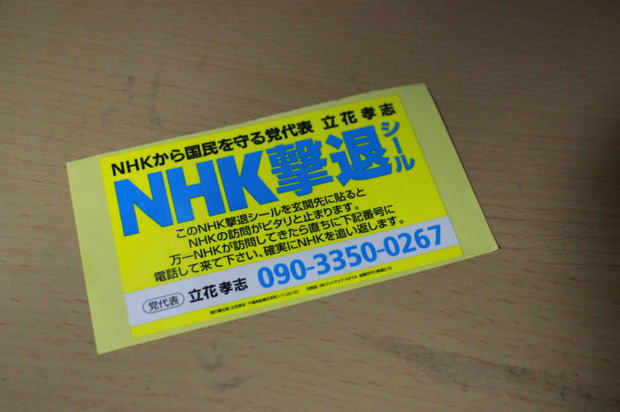 NHKから国民を守る党代表 立花孝志
NHK撃退シール
このNHK撃退シールを玄関先に貼ると
NHKの訪問がピタリと止まります。
万一NHKが訪問してきたら直ちに下記番号に
電話して来て下さい、確実にNHKを追い返します。
党代表 立花孝志 090-3350-0267